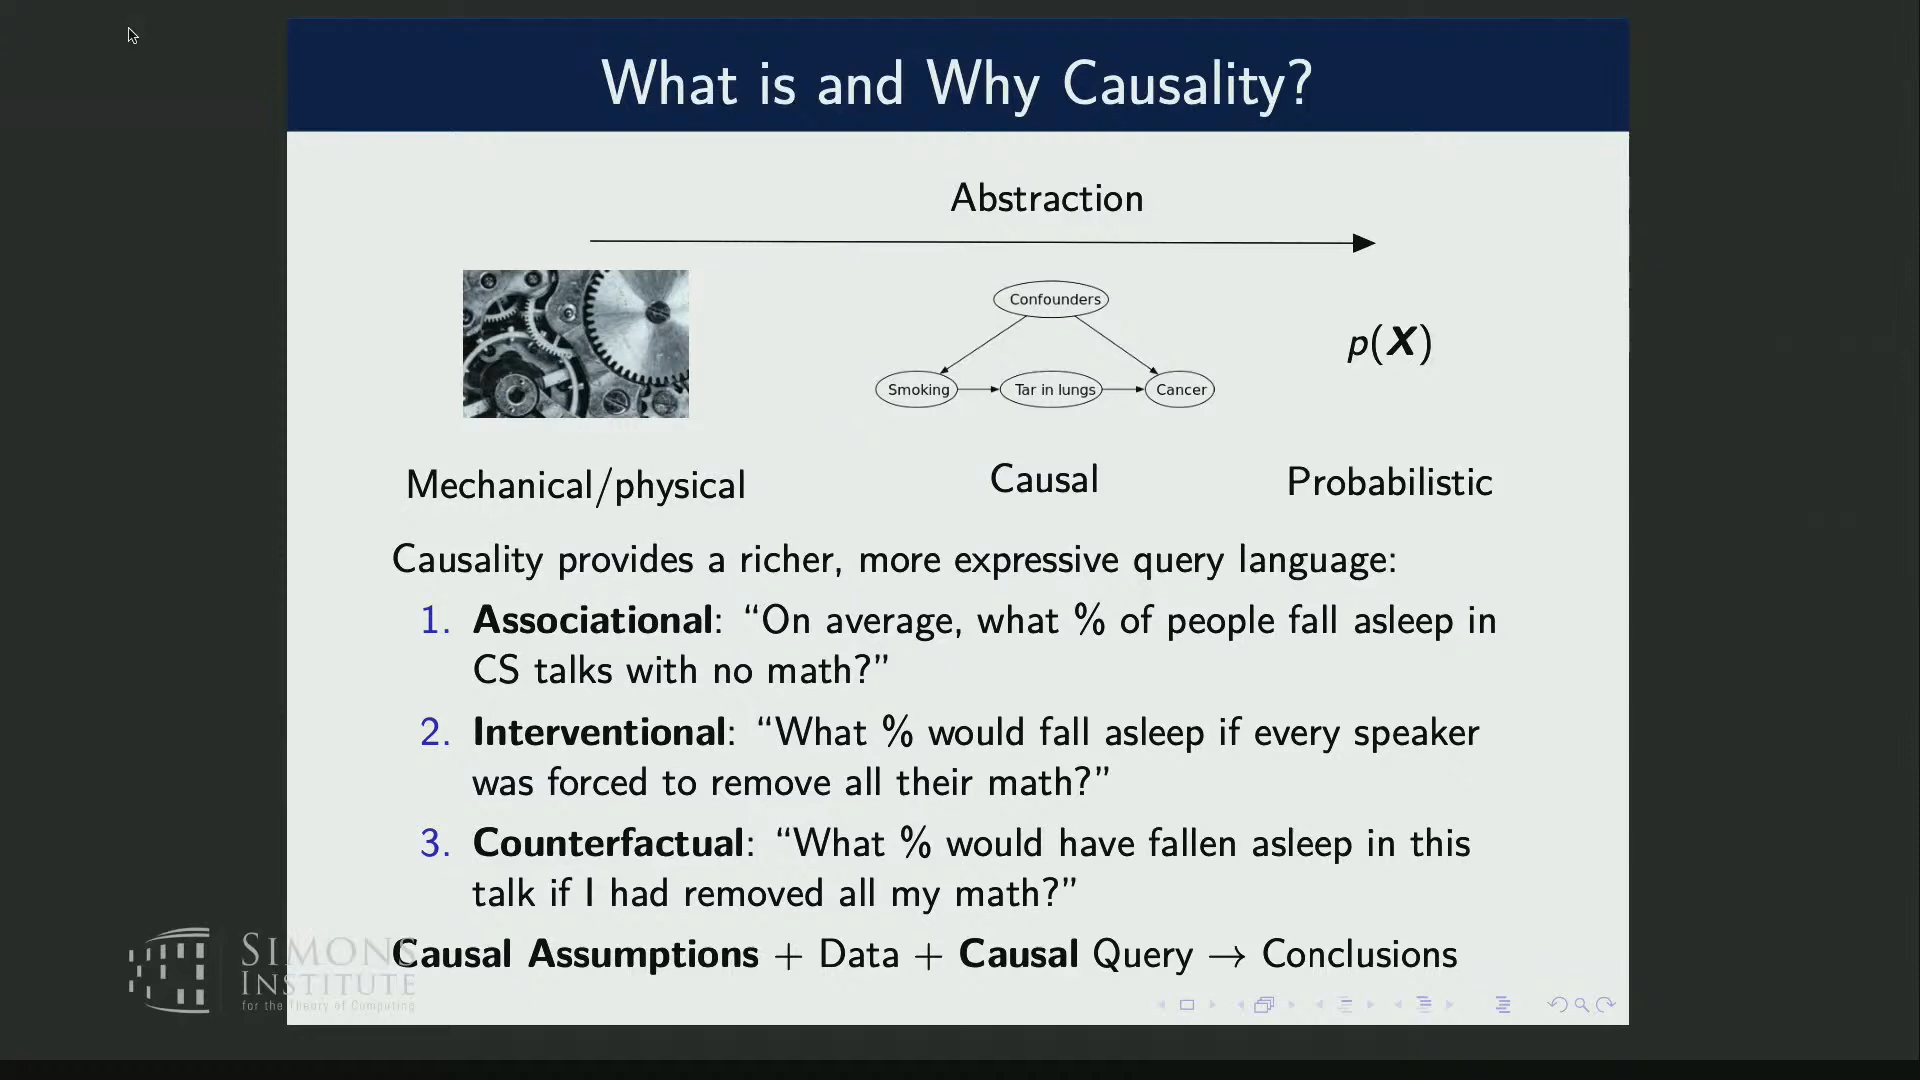 What is and Why Causality?
Abstraction
Confounders
Smoking
Tar in lungs
Cancer
p(X)
Mechanical/physical
Causal
Probabilistic
Causality provides a richer, more expressive query language:
1. Associational: “On average, what % of people fall asleep in
CS talks with no math?”
2. Interventional: “What % would fall asleep if every speaker
was forced to remove all their math?”
3. Counterfactual: “What % would have fallen asleep in this
talk if I had removed all my math?”
Causal Assumptions + Data + Causal Query → Conclusions
SIMONS
INSTITUTE
for the Theory of Computing